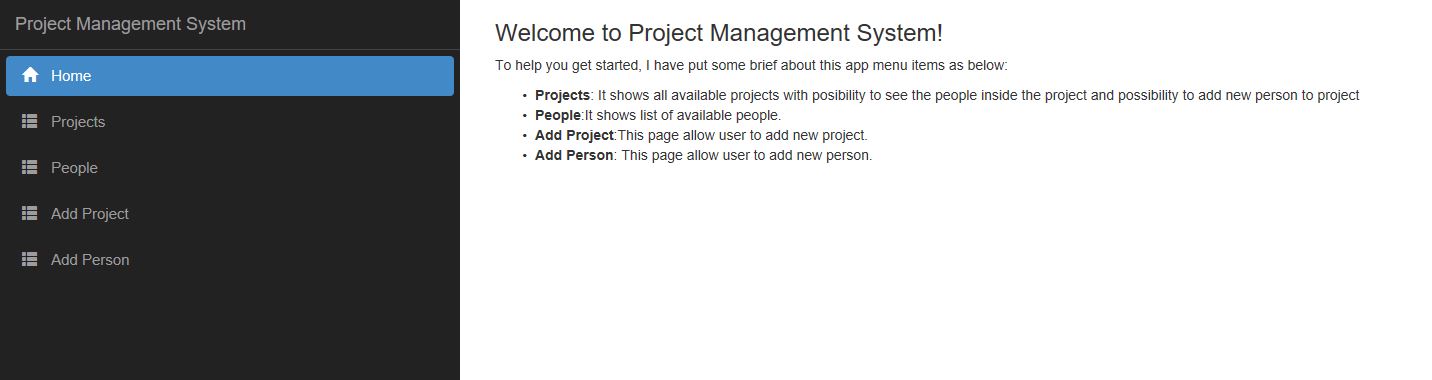 Project Management System
Home
Projects
People
Add Project
Add Person
Welcome to Project Management System!
To help you get started, I have put some brief about this app menu items as below:
• Projects: It shows all available projects with posibility to see the people inside the project and possibility to add new person to project
• People:It shows list of available people.
• Add Project:This page allow user to add new project.
• Add Person: This page allow user to add new person.